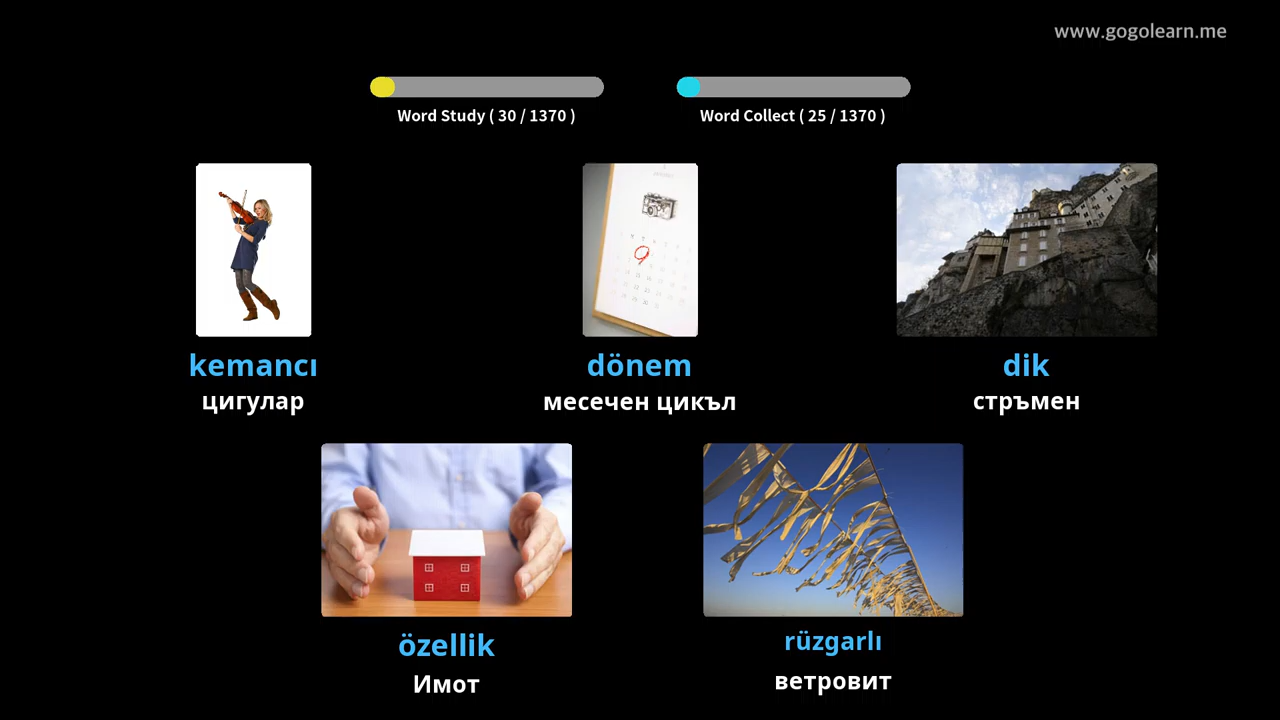 www.gogolearn.me
Word Study ( 30 / 1370 )
Word Collect ( 25 / 1370 )
kemancı
цигулар
dönem
месечен цикъл
dik
стръмен
özellik
Имот
rüzgarlı
ветровит